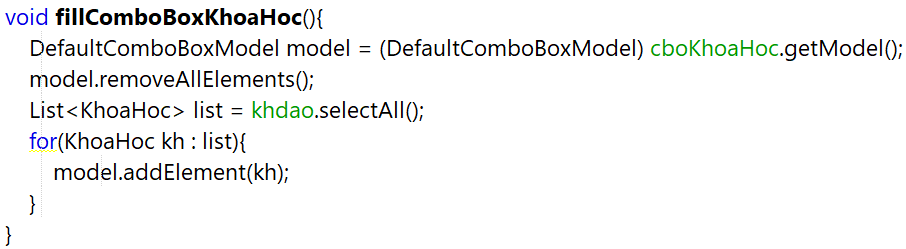 void fillComboBoxKhoaHoc(){
    DefaultComboBoxModel model = (DefaultComboBoxModel) cboKhoaHoc.getModel();
    model.removeAllElements();
    List<KhoaHoc> list = khdao.selectAll();
    for(KhoaHoc kh : list){
        model.addElement(kh);
    }
}